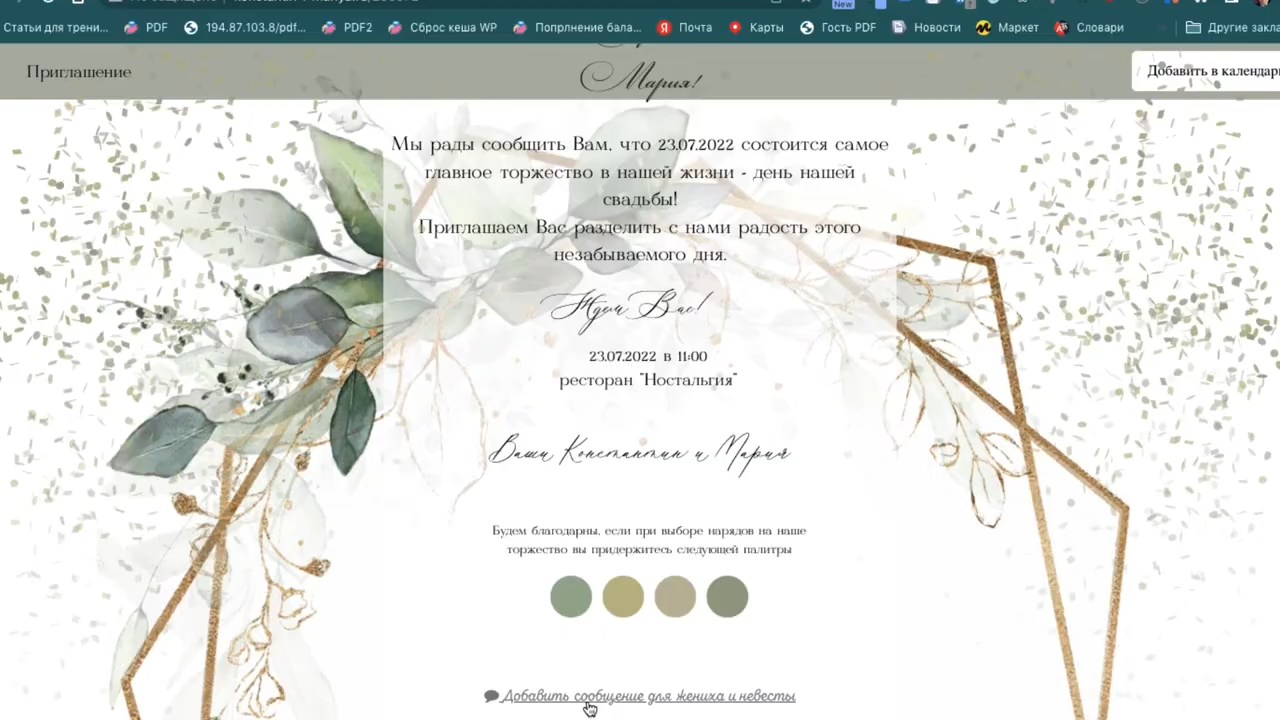 Статьи для трени...
PDF
194.87.103.8/pdf...
PDF2
Сброс кеша WP
Попрлнение бала...
Почта
Карты
Гость PDF
Новости
Маркет
Словари
Другие закла
New
Приглашение
Мария!
Добавить в календар
Мы рады сообщить Вам, что 23.07.2022 состоится самое
главное торжество в нашей жизни - день нашей
свадьбы!
Приглашаем Вас разделить с нами радость этого
незабываемого дня.
Ждем Вас!
23.07.2022 в 11:00
ресторан "Ностальгия"
Ваши Константин и Мария
Будем благодарны, если при выборе нарядов на наше
торжество вы придержитесь следующей палитры
Добавить сообщение для жениха и невесты